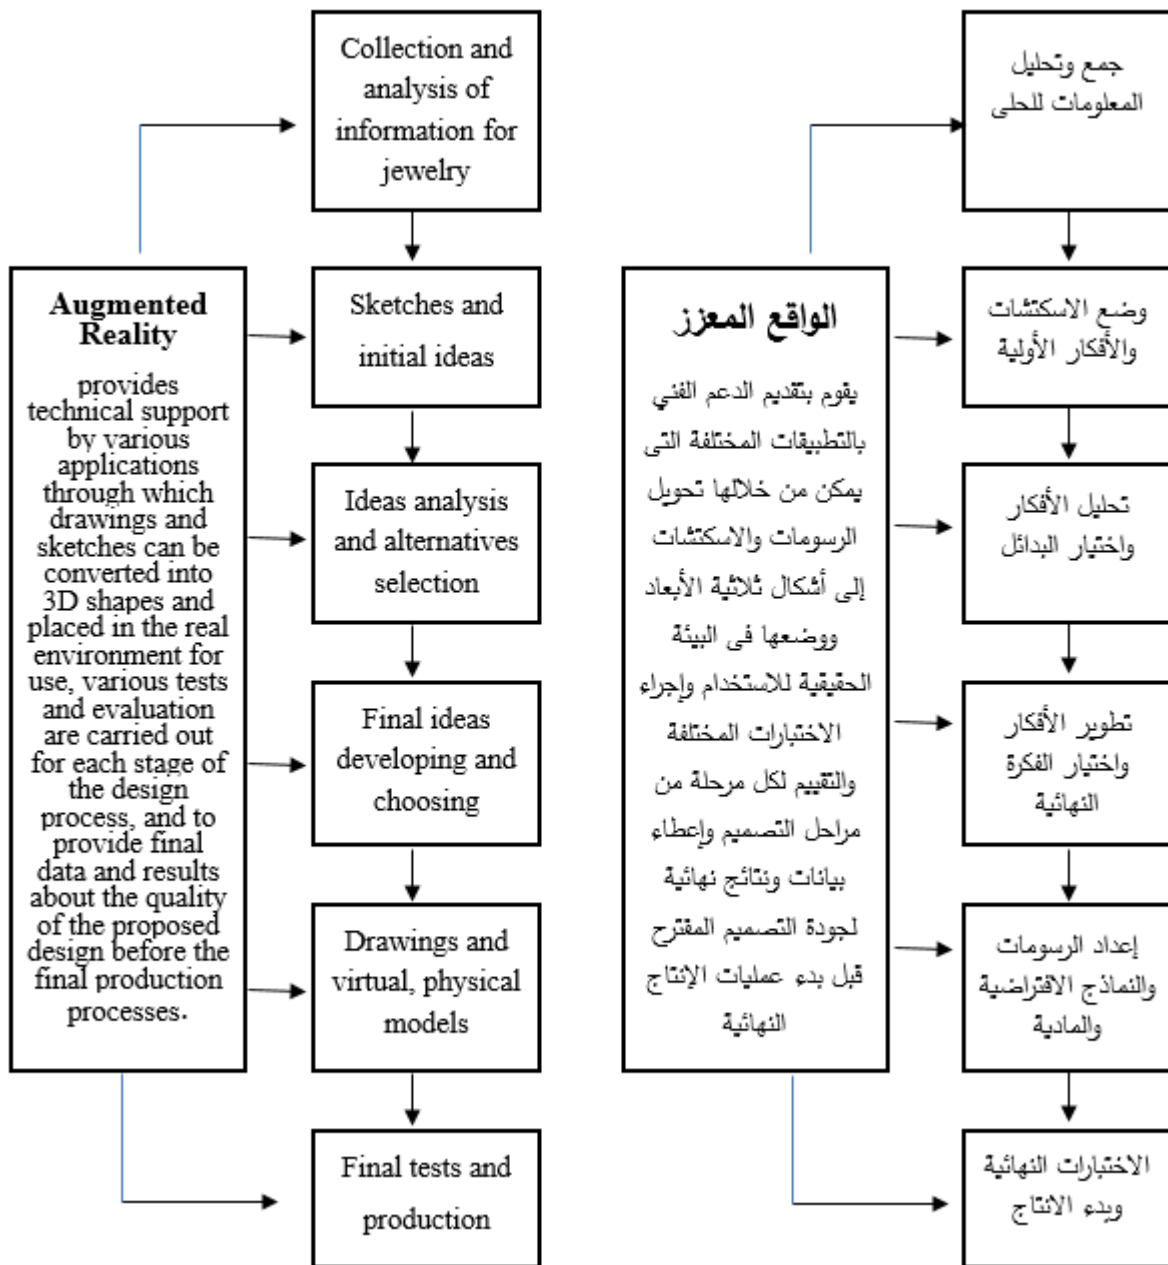 Collection and
analysis of
information for
jewelry
Augmented
Reality
provides
technical support
by various
applications
through which
drawings and
sketches can be
converted into
3D shapes and
placed in the real
environment for
use, various tests
and evaluation
are carried out
for each stage of
the design
process, and to
provide final
data and results
about the quality
of the proposed
design before the
final production
processes.
Sketches and
initial ideas
Ideas analysis
and alternatives
selection
Final ideas
developing and
choosing
Drawings and
virtual, physical
models
Final tests and
production
جمع وتحليل
المعلومات للحلى
الواقع المعزز
يقوم بتقديم الدعم الفني
بالتطبيقات المختلفة التى
يمكن من خلالها تحويل
الرسومات والاسكتشات
إلى أشكال ثلاثية الأبعاد
ووضعها فى البيئة
الحقيقية للاستخدام وإجراء
الاختبارات المختلفة
والتقييم لكل مرحلة من
مراحل التصميم وإعطاء
بيانات ونتائج نهائية
لجودة التصميم المقترح
قبل بدء عمليات الإنتاج
النهائية
وضع الاسكتشات
والأفكار الأولية
تحليل الأفكار
واختيار البدائل
تطوير الأفكار
واختيار الفكرة
النهائية
إعداد الرسومات
والنماذج الافتراضية
والمادية
الاختبارات النهائية
وبدء الانتاج